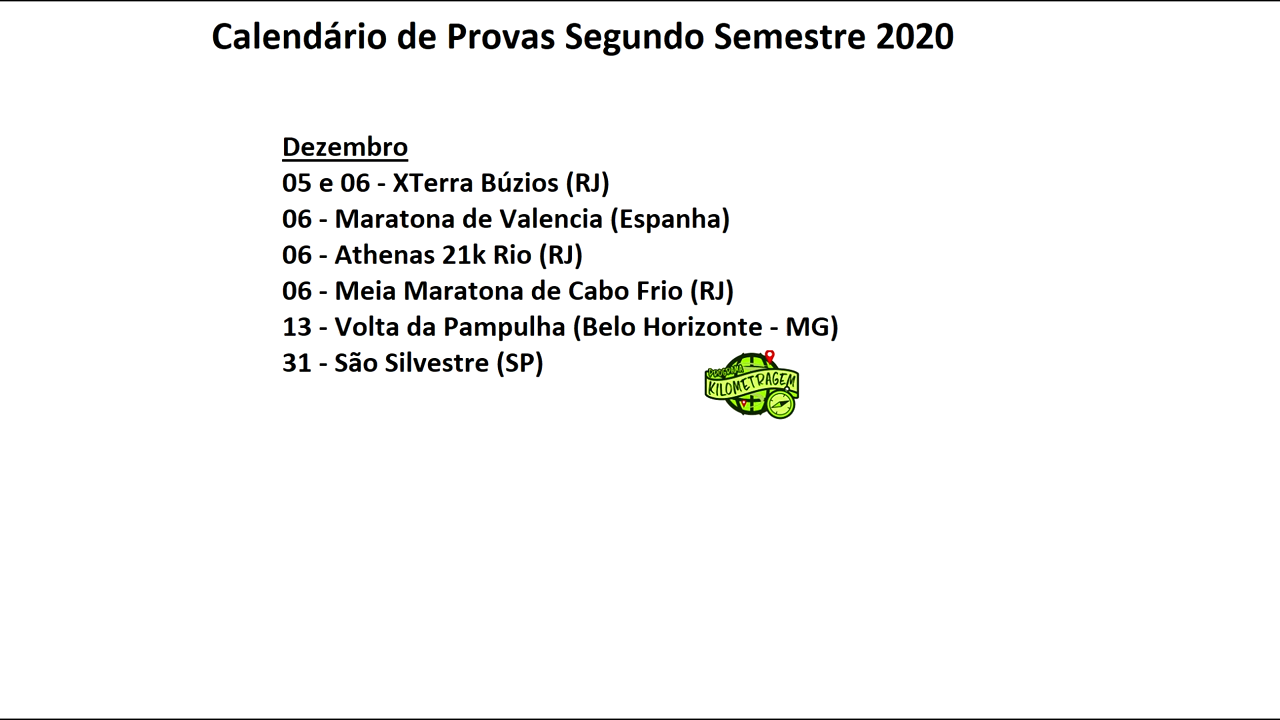 Calendário de Provas Segundo Semestre 2020
Dezembro
05 e 06 - XTerra Búzios (RJ)
06 - Maratona de Valencia (Espanha)
06 - Athenas 21k Rio (RJ)
06 - Meia Maratona de Cabo Frio (RJ)
13 - Volta da Pampulha (Belo Horizonte - MG)
31 - São Silvestre (SP)
KILOMETRAGEM